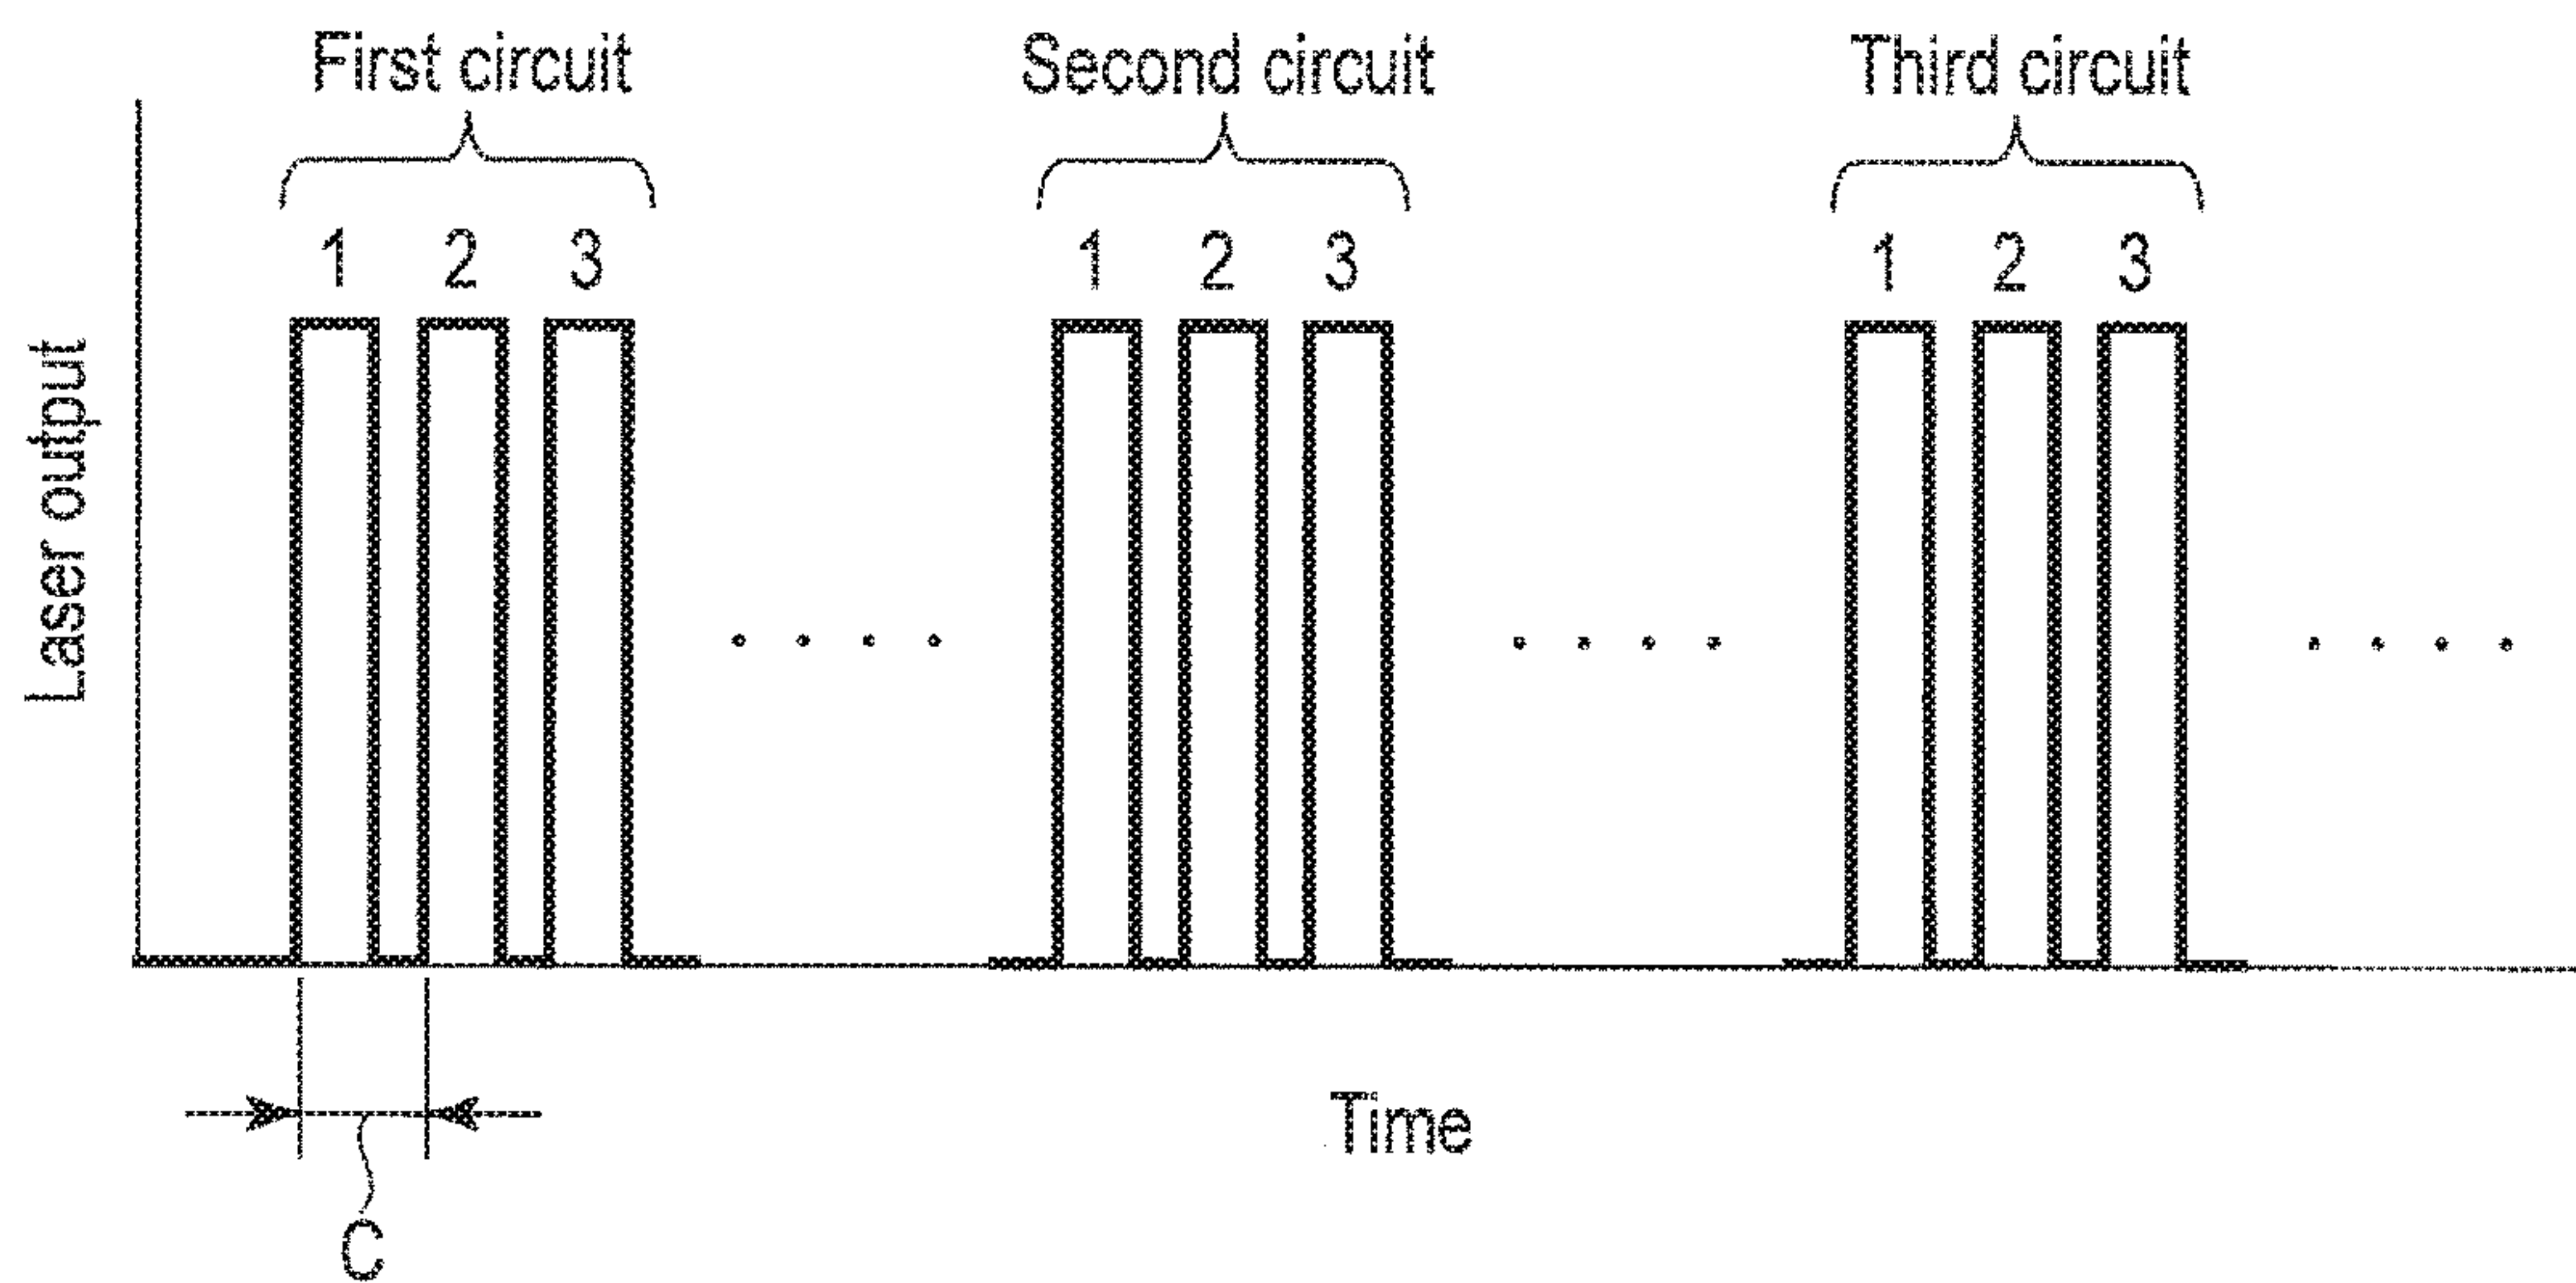 First circuit
Second circuit
Third circuit
1 2 3
1 2 3
1 2 3
Laser output
Time
C